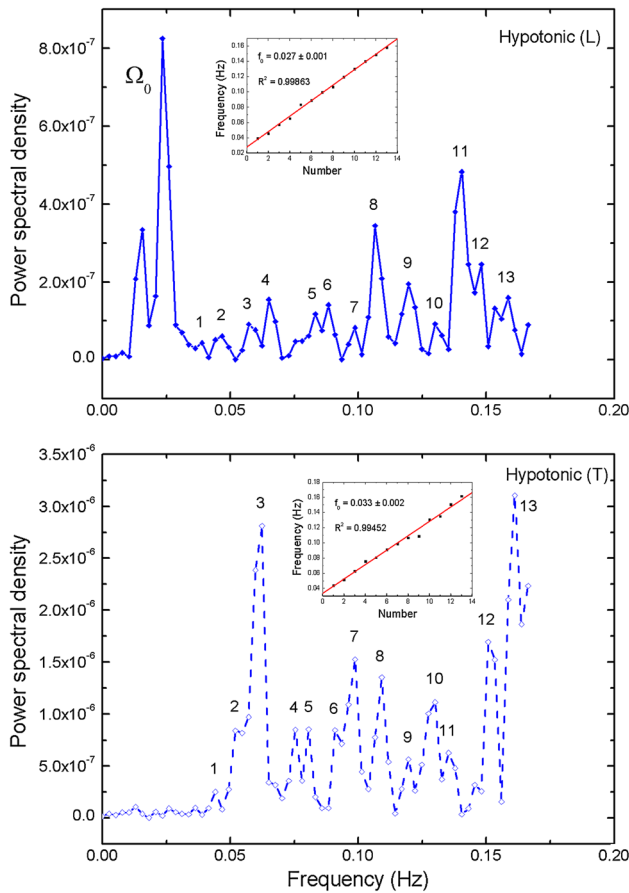 Hypotonic (L)
Ω₀
8.0x10⁻⁷
6.0x10⁻⁷
4.0x10⁻⁷
2.0x10⁻⁷
0.0
Power spectral density
0.00 0.05 0.10 0.15 0.20
1 2 3 4 5 6 7 8 9 10 11 12 13
f₀ = 0.027 ± 0.001
R² = 0.99863
Frequency (Hz)
0.16
0.14
0.12
0.10
0.08
0.06
0.04
0.02
0 2 4 6 8 10 12 14
Number
Hypotonic (T)
3.5x10⁻⁶
3.0x10⁻⁶
2.5x10⁻⁶
2.0x10⁻⁶
1.5x10⁻⁶
1.0x10⁻⁶
5.0x10⁻⁷
0.0
Power spectral density
1 2 3 4 5 6 7 8 9 10 11 12 13
f₀ = 0.033 ± 0.002
R² = 0.99452
Frequency (Hz)
0.18
0.16
0.14
0.12
0.10
0.08
0.06
0.04
0 2 4 6 8 10 12 14
Number
0.00 0.05 0.10 0.15 0.20
Frequency (Hz)